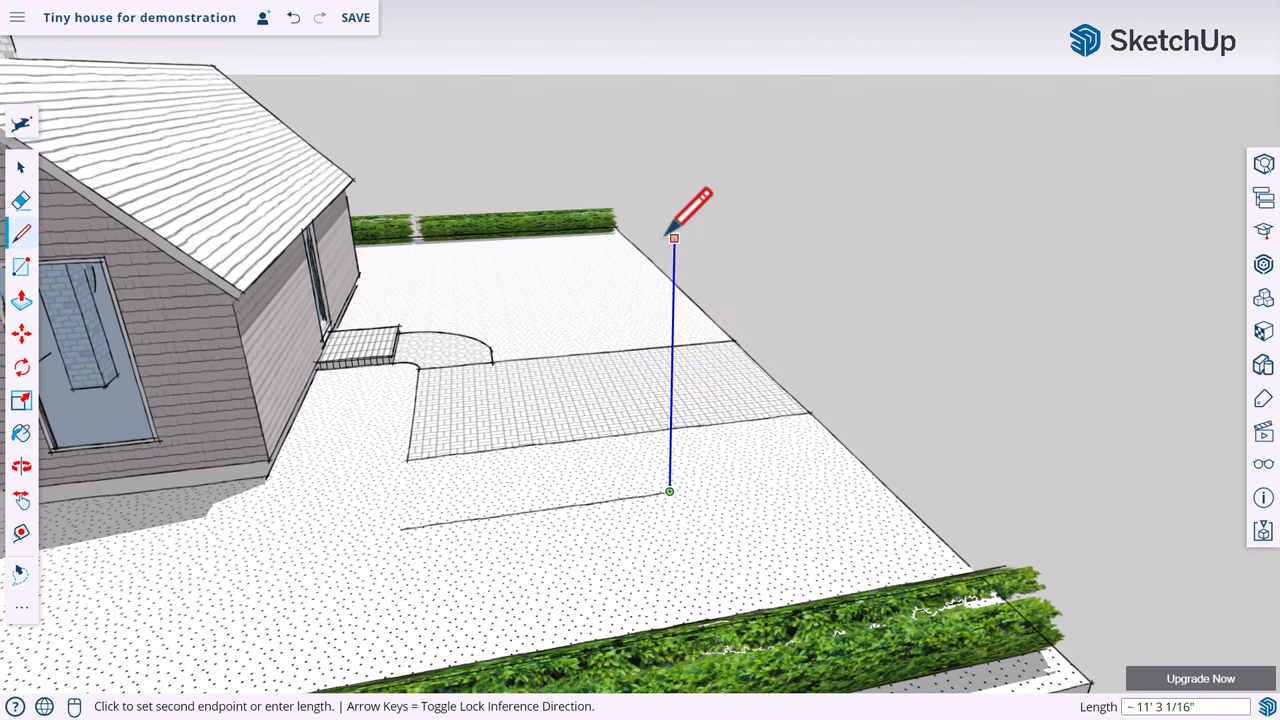 Tiny house for demonstration
SAVE
SketchUp
Upgrade Now
Click to set second endpoint or enter length. | Arrow Keys = Toggle Lock Inference Direction.
Length
~ 11' 3 1/16"